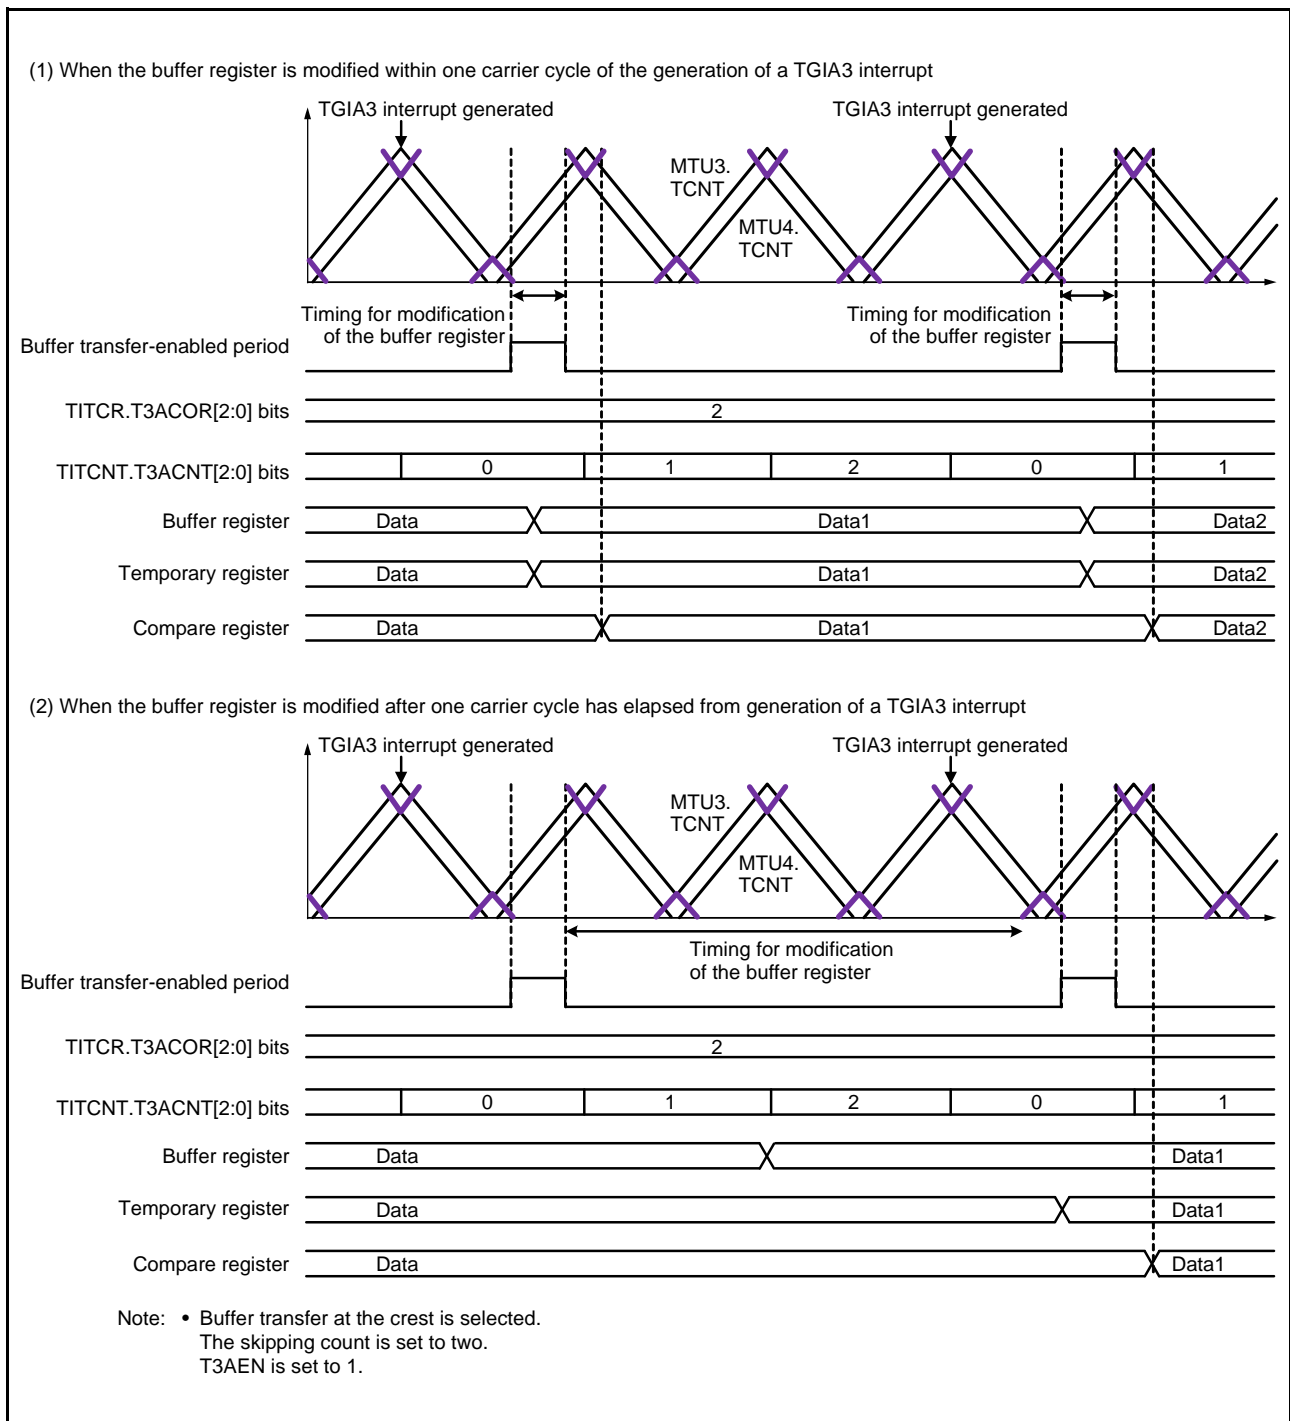 (1) When the buffer register is modified within one carrier cycle of the generation of a TGIA3 interrupt
TGIA3 interrupt generated
TGIA3 interrupt generated
MTU3.
TCNT
MTU4.
TCNT
Timing for modification
of the buffer register
Timing for modification
of the buffer register
Buffer transfer-enabled period
TITCR.T3ACOR[2:0] bits
2
TITCNT.T3ACNT[2:0] bits
0 1 2 0 1
Buffer register
Data Data1 Data2
Temporary register
Data Data1 Data2
Compare register
Data Data1 Data2
(2) When the buffer register is modified after one carrier cycle has elapsed from generation of a TGIA3 interrupt
TGIA3 interrupt generated
TGIA3 interrupt generated
MTU3.
TCNT
MTU4.
TCNT
Timing for modification
of the buffer register
Buffer transfer-enabled period
TITCR.T3ACOR[2:0] bits
2
TITCNT.T3ACNT[2:0] bits
0 1 2 0 1
Buffer register
Data Data1
Temporary register
Data Data1
Compare register
Data Data1
Note: • Buffer transfer at the crest is selected.
The skipping count is set to two.
T3AEN is set to 1.